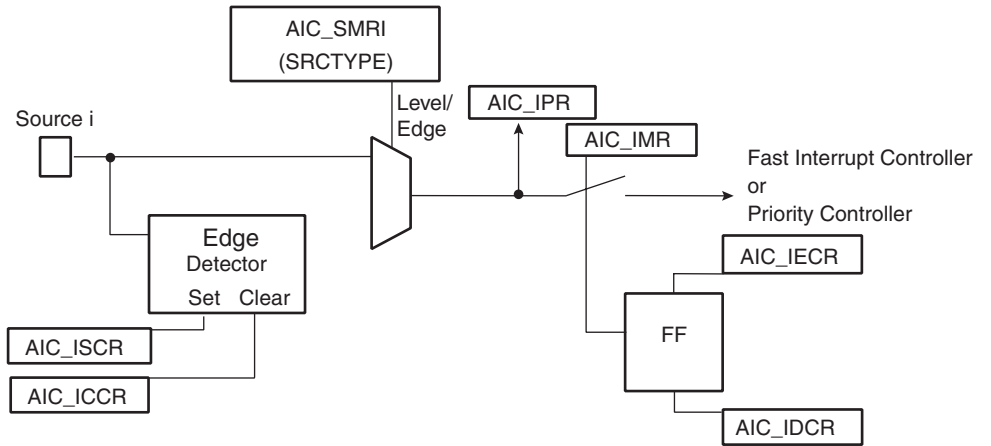 AIC_SMRI
(SRCTYPE)
Level/
Edge
AIC_IPR
AIC_IMR
Source i
Fast Interrupt Controller
or
Priority Controller
Edge
Detector
Set Clear
AIC_ISCR
AIC_ICCR
AIC_IECR
FF
AIC_IDCR